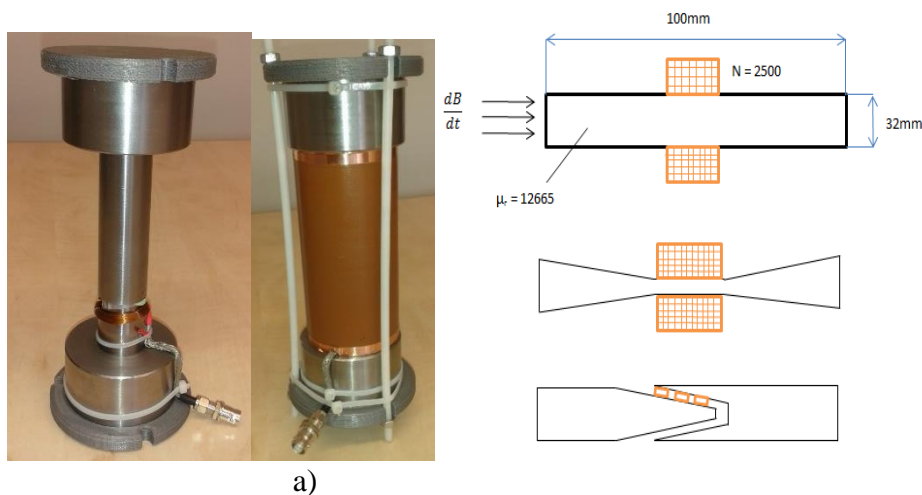 100mm
N = 2500
dB
dt
32mm
μᵣ = 12665
a)